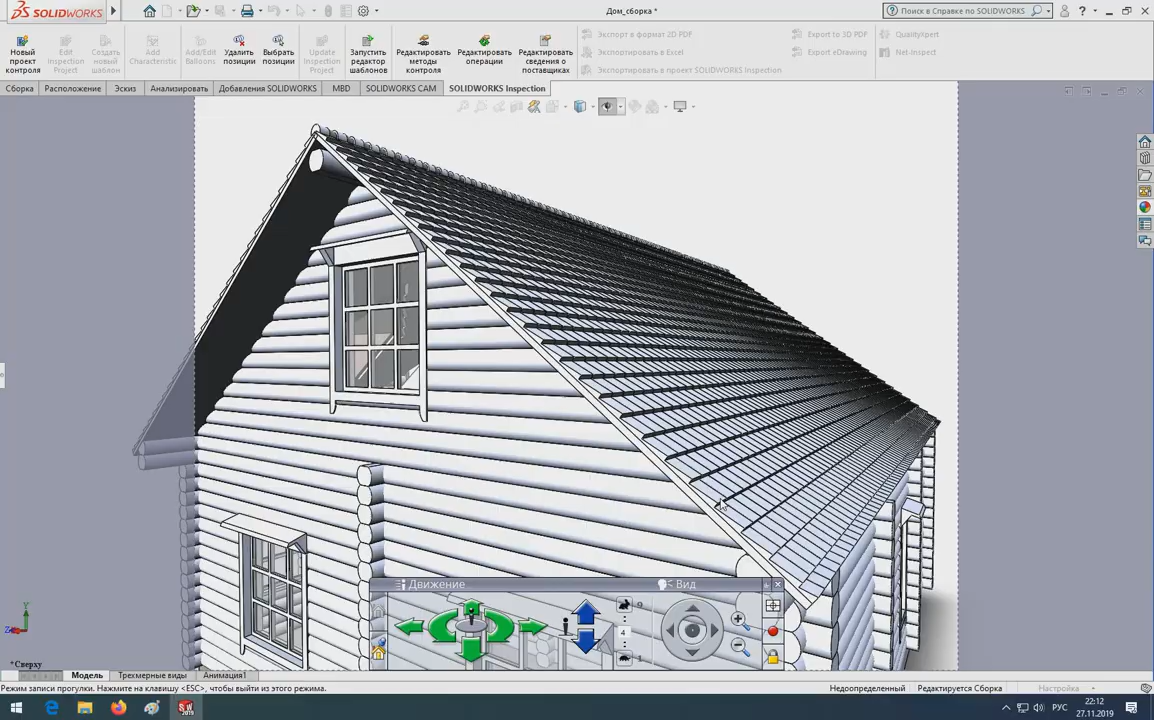 SOLIDWORKS
Дом_сборка *
Поиск в Справке по SOLIDWORKS
Новый проект контроля
Edit Inspection Project
Создать новый шаблон
Add Characteristic
Add/Edit Balloons
Удалить позиции
Выбрать позиции
Update Inspection Project
Запустить редактор шаблонов
Редактировать методы контроля
Редактировать операции
Редактировать сведения о поставщиках
Экспорт в формат 2D PDF
Экспортировать в Excel
Экспортировать в проект SOLIDWORKS Inspection
Export to 3D PDF
Export eDrawing
QualityXpert
Net-Inspect
Сборка
Расположение
Эскиз
Анализировать
Добавления SOLIDWORKS
MBD
SOLIDWORKS CAM
SOLIDWORKS Inspection
Движение
Вид
4
Y
Z
*Сверху
Модель
Трехмерные виды
Анимация1
Режим записи прогулки. Нажмите на клавишу <ESC>, чтобы выйти из этого режима.
Недоопределенный
Редактируется Сборка
Настройка
SW
2019
РУС
22:12
27.11.2019